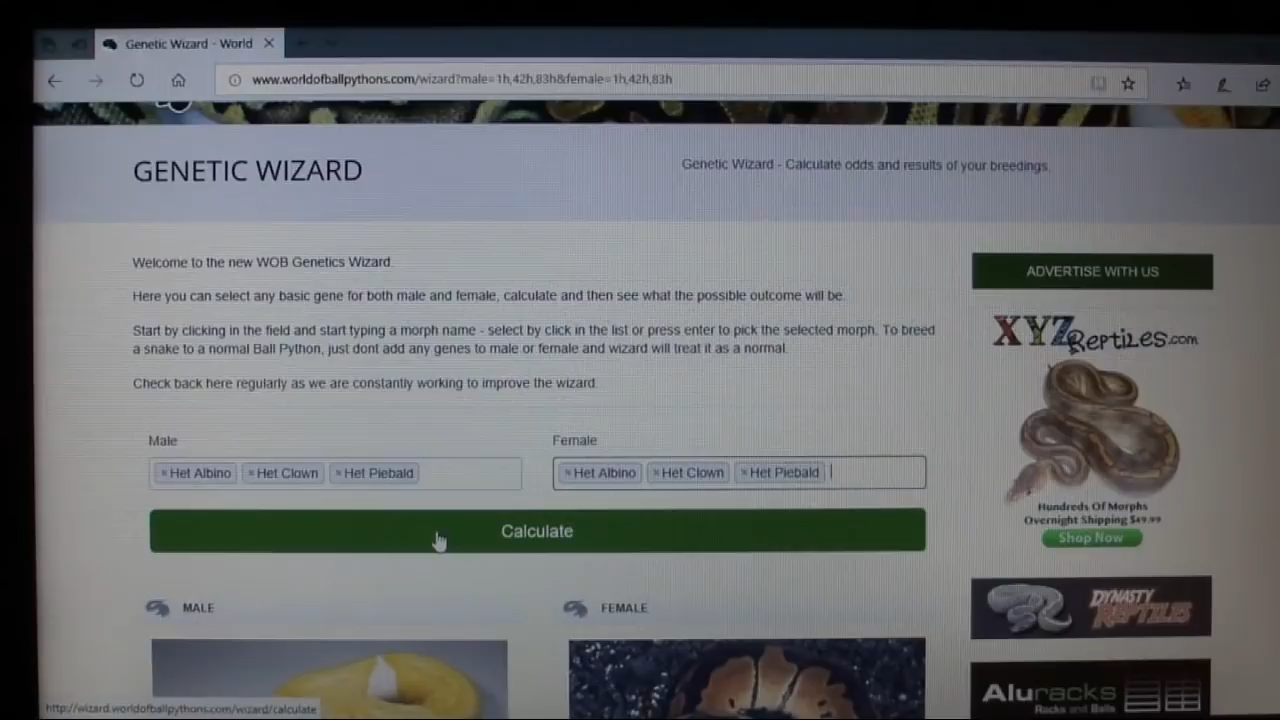 Genetic Wizard - World
www.worldofballpythons.com/wizard?male=1h,42h,83h&female=1h,42h,83h
GENETIC WIZARD
Genetic Wizard - Calculate odds and results of your breedings.
Welcome to the new WOB Genetics Wizard.
Here you can select any basic gene for both male and female, calculate and then see what the possible outcome will be.
Start by clicking in the field and start typing a morph name - select by click in the list or press enter to pick the selected morph. To breed
a snake to a normal Ball Python, just dont add any genes to male or female and wizard will treat it as a normal.
Check back here regularly as we are constantly working to improve the wizard.
Male
Female
× Het Albino × Het Clown × Het Piebald
× Het Albino × Het Clown × Het Piebald
Calculate
MALE
FEMALE
http://wizard.worldofballpythons.com/wizard/calculate
ADVERTISE WITH US
XYZReptiles.com
Hundreds Of Morphs
Overnight Shipping $49.99
Shop Now
DYNASTY
REPTILES
Aluracks
Racks and Balls